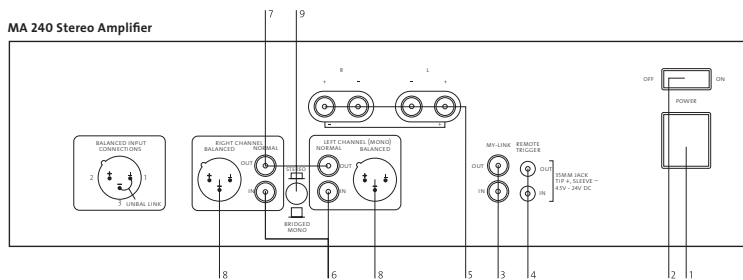 MA 240 Stereo Amplifier
7
9
R
L
+ - - +
- +
OFF
ON
POWER
BALANCED INPUT
CONNECTIONS
2
1
3
UNBAL LINK
RIGHT CHANNEL
BALANCED
NORMAL
OUT
IN
STEREO
BRIDGED
MONO
LEFT CHANNEL (MONO)
NORMAL
BALANCED
OUT
IN
MY-LINK
OUT
IN
REMOTE
TRIGGER
OUT
IN
35MM JACK
TIP +, SLEEVE –
4.5V - 24V DC
8
6
8
5
3
4
2
1